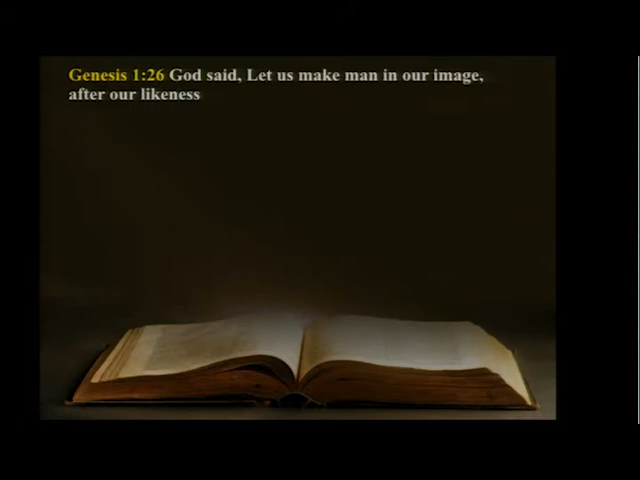 Genesis 1:26 God said, Let us make man in our image,
after our likeness